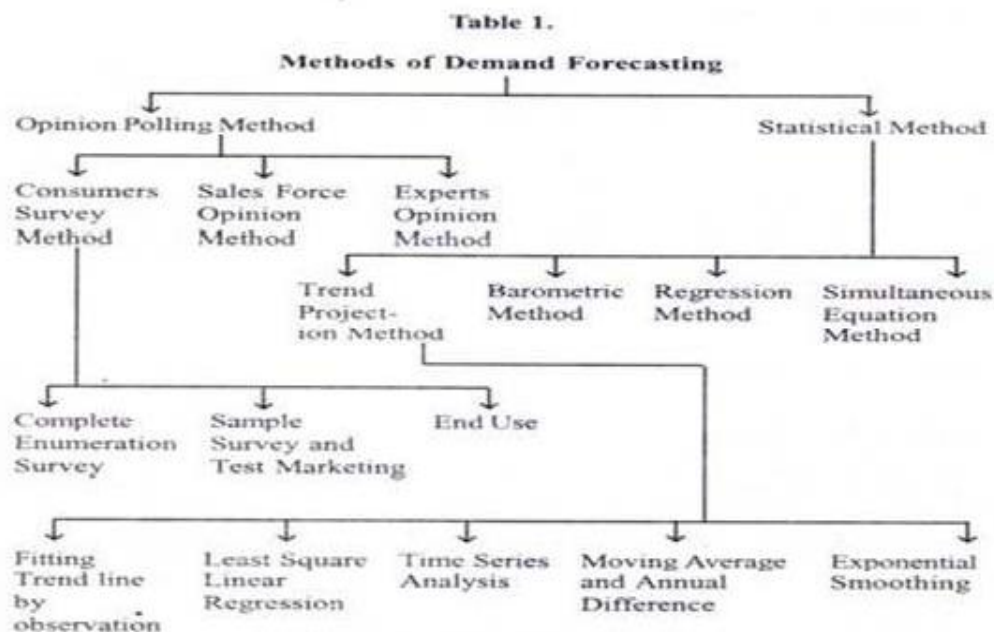 Table 1.
Methods of Demand Forecasting
Opinion Polling Method
Statistical Method
Consumers
Survey
Method
Sales Force
Opinion
Method
Experts
Opinion
Method
Trend
Project-
ion Method
Barometric
Method
Regression
Method
Simultaneous
Equation
Method
Complete
Enumeration
Survey
Sample
Survey and
Test Marketing
End Use
Fitting
Trend line
by
observation
Least Square
Linear
Regression
Time Series
Analysis
Moving Average
and Annual
Difference
Exponential
Smoothing